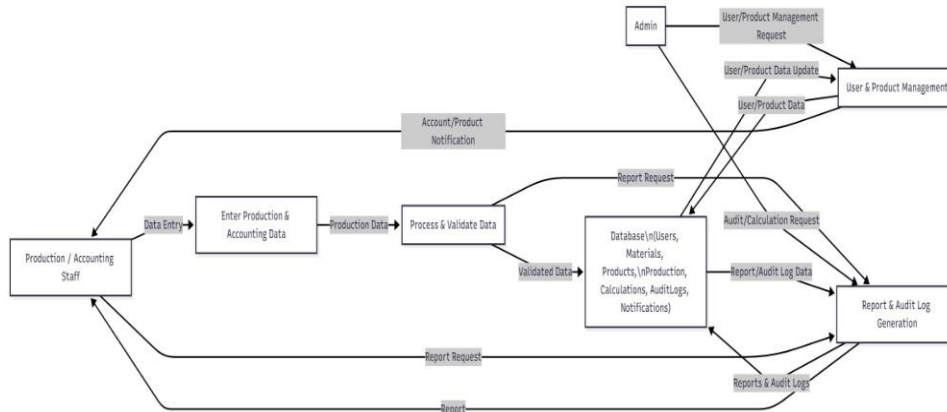 Admin
User/Product Management
Request
User/Product Data Update
User & Product Management
User/Product Data
Account/Product
Notification
Report Request
Enter Production &
Accounting Data
Data Entry
Production Data
Process & Validate Data
Audit/Calculation Request
Production / Accounting
Staff
Validated Data
Database\n(Users,
Materials,
Products,\nProduction,
Calculations, AuditLogs,
Notifications)
Report/Audit Log Data
Report & Audit Log
Generation
Report Request
Reports & Audit Logs
Report